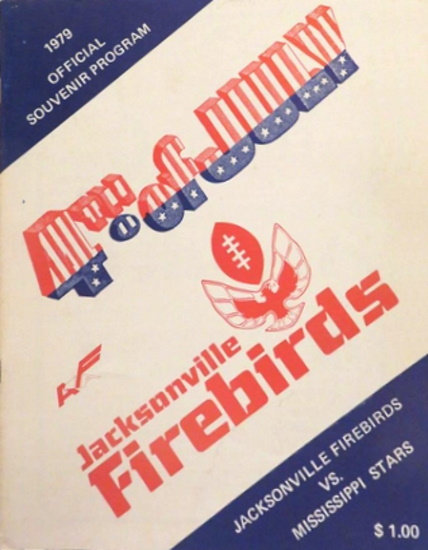 1979
OFFICIAL
SOUVENIR PROGRAM
4TH of JULY
AF
Jacksonville
Firebirds
JACKSONVILLE FIREBIRDS
VS.
MISSISSIPPI STARS
$1.00